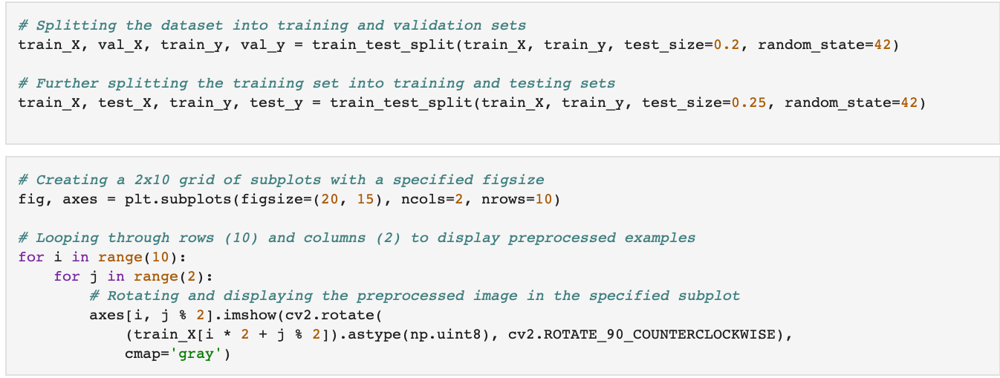 # Splitting the dataset into training and validation sets
train_X, val_X, train_y, val_y = train_test_split(train_X, train_y, test_size=0.2, random_state=42)
# Further splitting the training set into training and testing sets
train_X, test_X, train_y, test_y = train_test_split(train_X, train_y, test_size=0.25, random_state=42)
# Creating a 2x10 grid of subplots with a specified figsize
fig, axes = plt.subplots(figsize=(20, 15), ncols=2, nrows=10)
# Looping through rows (10) and columns (2) to display preprocessed examples
for i in range(10):
    for j in range(2):
        # Rotating and displaying the preprocessed image in the specified subplot
        axes[i, j % 2].imshow(cv2.rotate(
            (train_X[i * 2 + j % 2]).astype(np.uint8), cv2.ROTATE_90_COUNTERCLOCKWISE),
            cmap='gray')